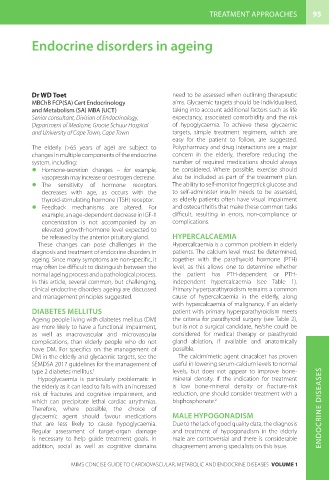 TREATMENT APPROACHES 95
Endocrine disorders in ageing
Dr WD Toet
MBChB FCP(SA) Cert Endocrinology
and Metabolism (SA) MBA (UCT)
Senior consultant, Division of Endocrinology,
Department of Medicine, Groote Schuur Hospital
and University of Cape Town, Cape Town
The elderly (>65 years of age) are subject to
changes in multiple components of the endocrine
system, including:
• Hormone-secretion changes – for example,
vasopressin may increase or oestrogen decrease.
• The sensitivity of hormone receptors
decreases with age, as occurs with the
thyroid-stimulating hormone (TSH) receptor.
• Feedback mechanisms are altered. For
example, an age-dependent decrease in IGF-II
concentration is not accompanied by an
elevated growth-hormone level expected to
be released by the anterior pituitary gland.
These changes can pose challenges in the
diagnosis and treatment of endocrine disorders in
ageing. Since many symptoms are non-specific, it
may often be difficult to distinguish between the
normal ageing process and a pathological process.
In this article, several common, but challenging,
clinical endocrine disorders ageing are discussed
and management principles suggested.
DIABETES MELLITUS
Ageing people living with diabetes mellitus (DM)
are more likely to have a functional impairment,
as well as macrovascular and microvascular
complications, than elderly people who do not
have DM. For specifics on the management of
DM in the elderly and glycaemic targets, see the
SEMDSA 2017 guidelines for the management of
type 2 diabetes mellitus.¹
Hypoglycaemia is particularly problematic in
the elderly as it can lead to falls with an increased
risk of fractures and cognitive impairment, and
which can precipitate lethal cardiac arrythmias.
Therefore, where possible, the choice of
glycaemic agent should favour medications
that are less likely to cause hypoglycaemia.
Regular assessment of target-organ damage
is necessary to help guide treatment goals. In
addition, social as well as cognitive domains
need to be assessed when outlining therapeutic
aims. Glycaemic targets should be individualised,
taking into account additional factors such as life
expectancy, associated comorbidity and the risk
of hypoglycaemia. To achieve these glycaemic
targets, simple treatment regimens, which are
easy for the patient to follow, are suggested.
Polypharmacy and drug interactions are a major
concern in the elderly, therefore reducing the
number of required medications should always
be considered. Where possible, exercise should
also be included as part of the treatment plan.
The ability to self-monitor fingerprick glucose and
to self-administer insulin needs to be assessed,
as elderly patients often have visual impairment
and osteoarthritis that make these common tasks
difficult, resulting in errors, non-compliance or
complications.
HYPERCALCAEMIA
Hypercalcaemia is a common problem in elderly
patients. The calcium level must be determined,
together with the parathyroid hormone (PTH)
level, as this allows one to determine whether
the patient has PTH-dependent or PTH-
independent hypercalcaemia (see Table 1).
Primary hyperparathyroidism remains a common
cause of hypercalcaemia in the elderly, along
with hypercalcaemia of malignancy. If an elderly
patient with primary hyperparathyroidism meets
the criteria for parathyroid surgery (see Table 2),
but is not a surgical candidate, he/she could be
considered for medical therapy or parathyroid
gland ablation, if available and anatomically
possible.
The calcimimetic agent cinacalcet has proven
useful in lowering serum-calcium levels to normal
levels, but does not appear to improve bone-
mineral density. If the indication for treatment
is low bone-mineral density or fracture-risk
reduction, one should consider treatment with a
bisphosphonate.²
MALE HYPOGONADISM
Due to the lack of good quality data, the diagnosis
and treatment of hypogonadism in the elderly
male are controversial and there is considerable
disagreement among specialists on this issue.
ENDOCRINE DISEASES
MIMS CONCISE GUIDE TO CARDIOVASCULAR, METABOLIC AND ENDOCRINE DISEASES VOLUME 1